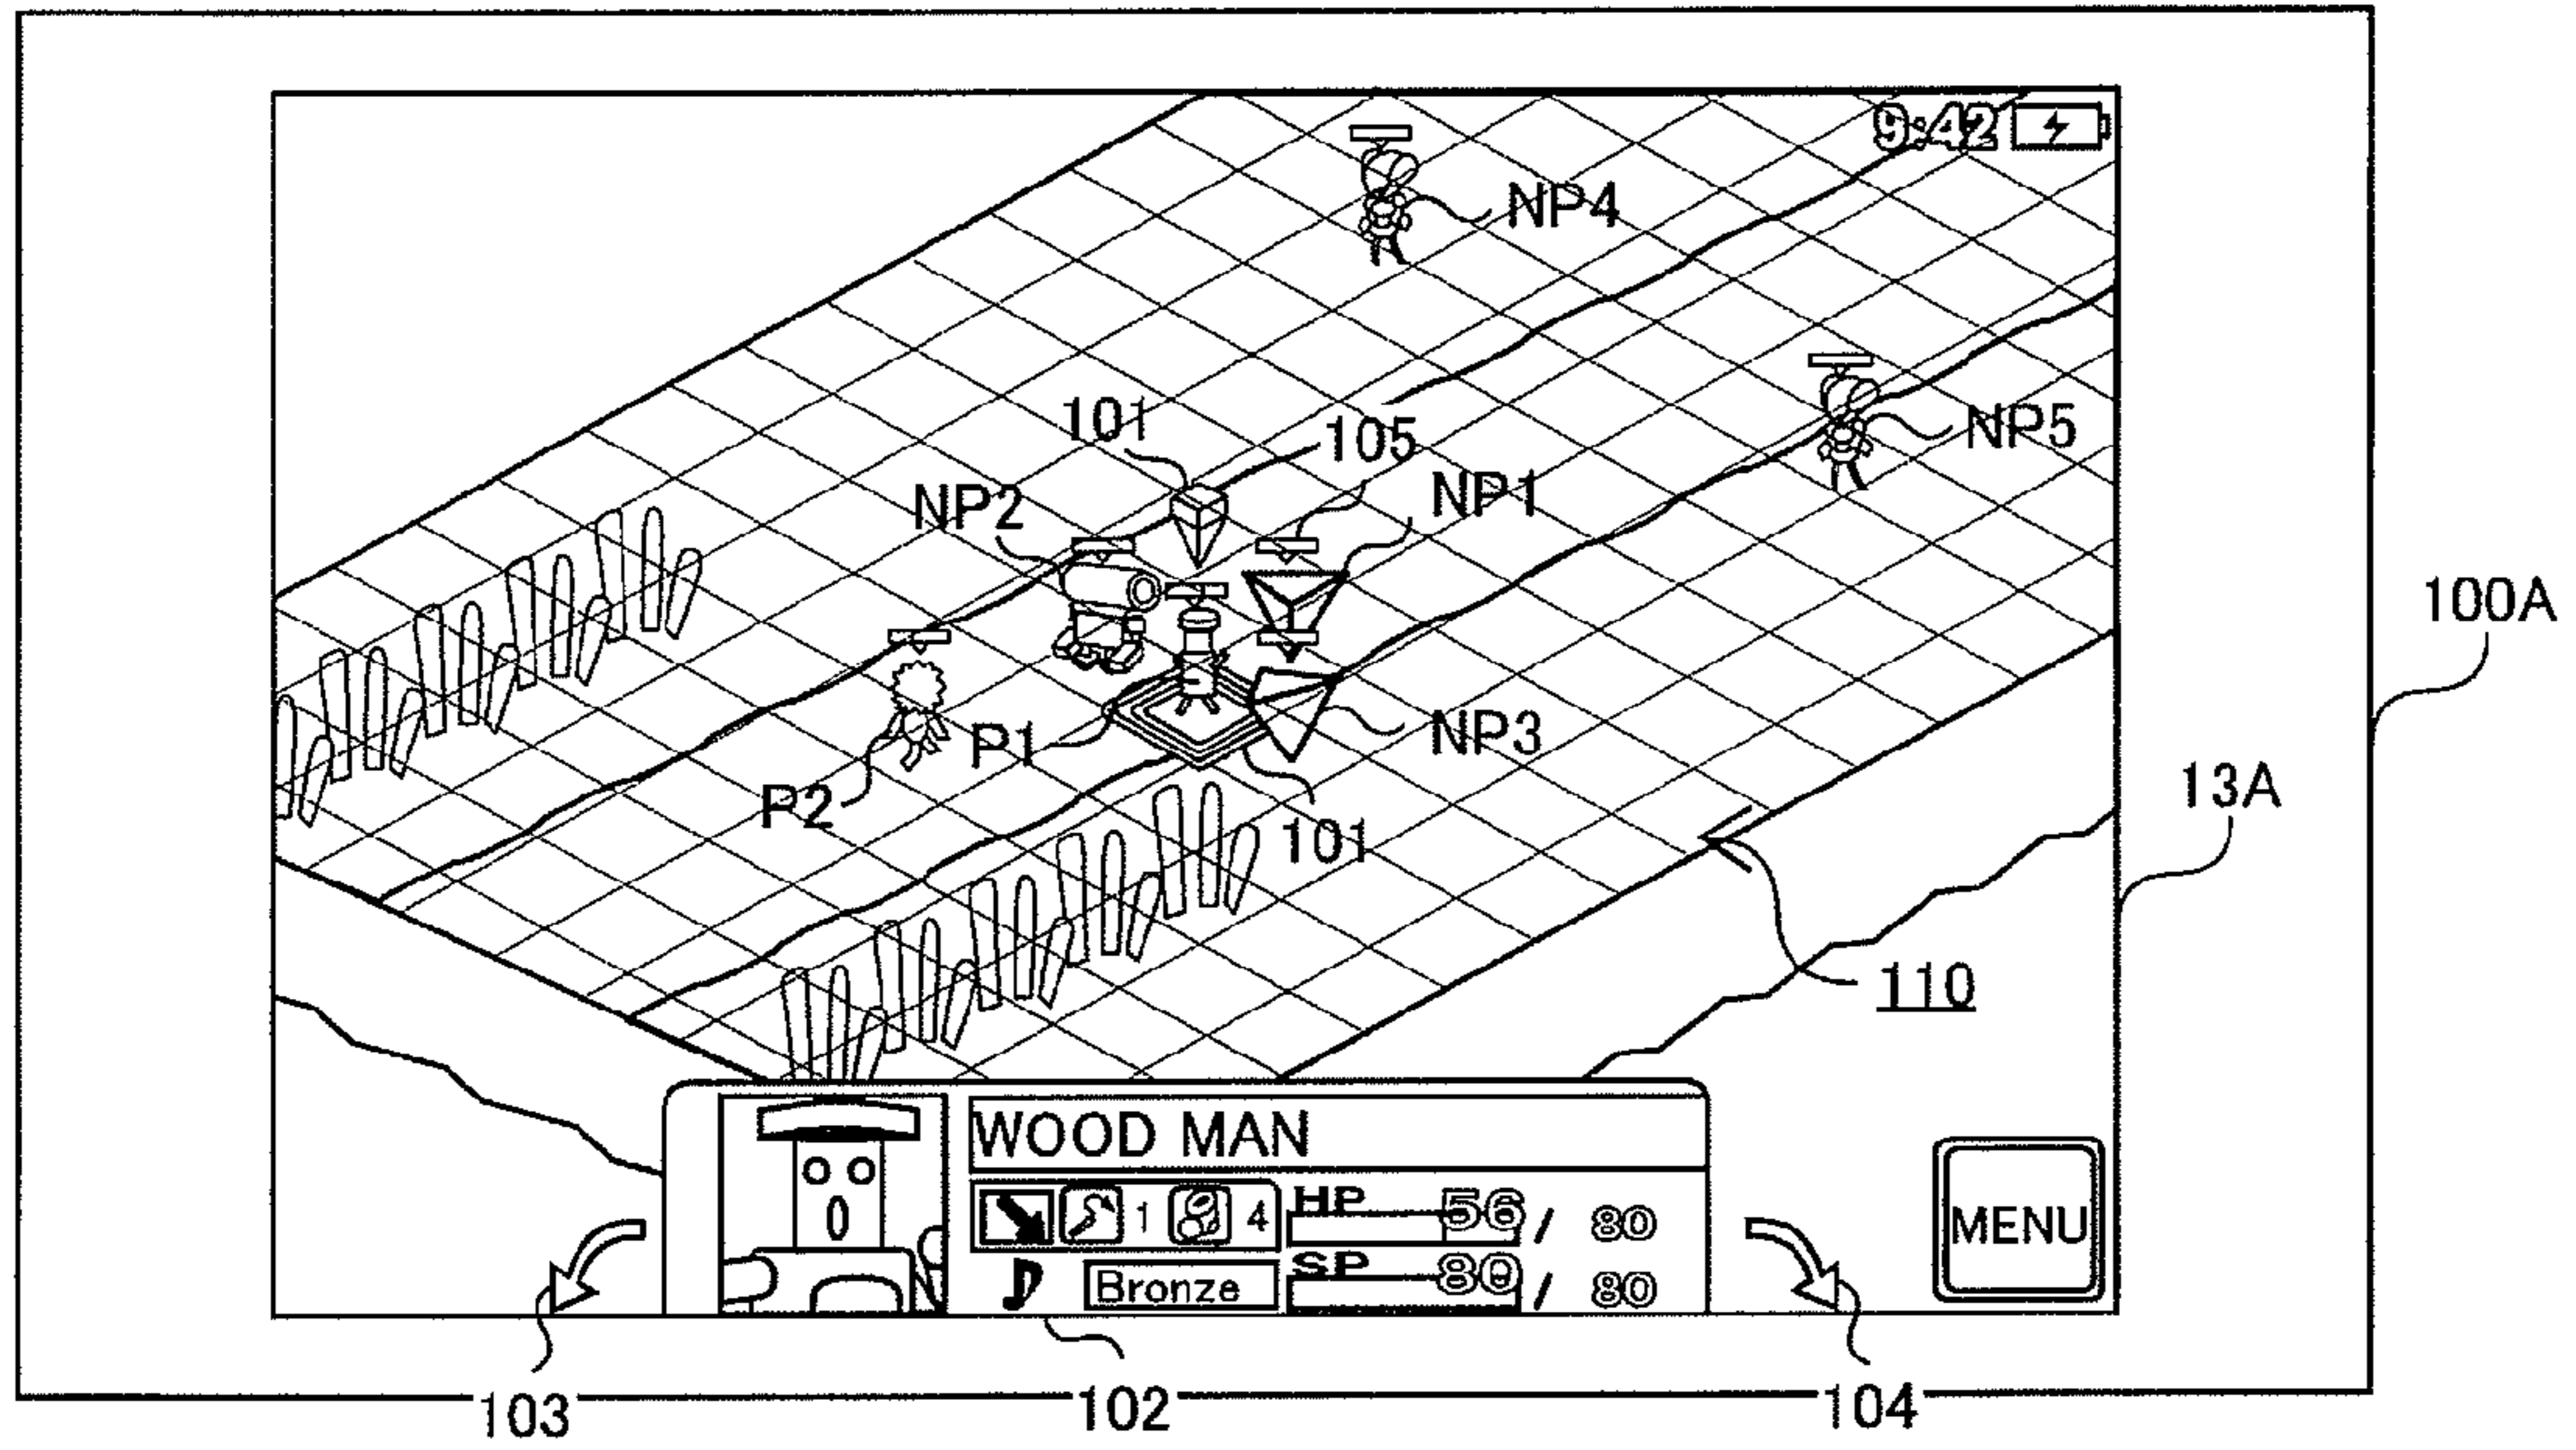 9:42
NP4
101
105
NP5
NP2
NP1
100A
P1
NP3
13A
P2
101
110
WOOD MAN
1 4 HP 56 / 80
MENU
Bronze SP 80 / 80
103
102
104